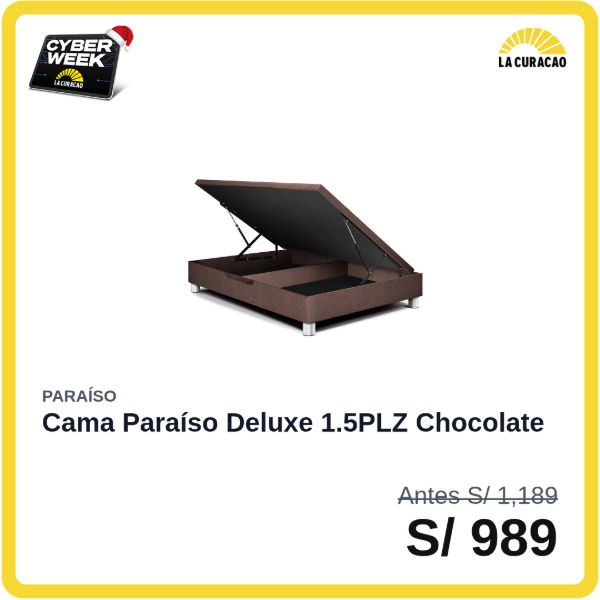 CYBER
WEEK
LA CURACAO
LA CURACAO
PARAÍSO
Cama Paraíso Deluxe 1.5PLZ Chocolate
Antes S/ 1,189
S/ 989